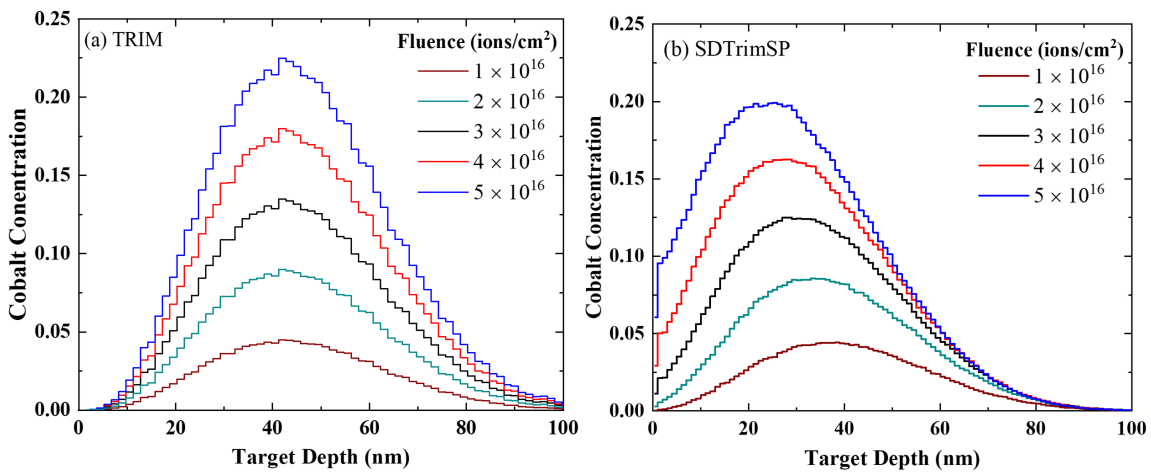 (a) TRIM
Fluence (ions/cm²)
1 × 10¹⁶
2 × 10¹⁶
3 × 10¹⁶
4 × 10¹⁶
5 × 10¹⁶
0.25
0.20
0.15
0.10
0.05
0.00
Cobalt Conentration
0 20 40 60 80 100
Target Depth (nm)
(b) SDTrimSP
Fluence (ions/cm²)
1 × 10¹⁶
2 × 10¹⁶
3 × 10¹⁶
4 × 10¹⁶
5 × 10¹⁶
0.25
0.20
0.15
0.10
0.05
0.00
Cobalt Concentration
0 20 40 60 80 100
Target Depth (nm)